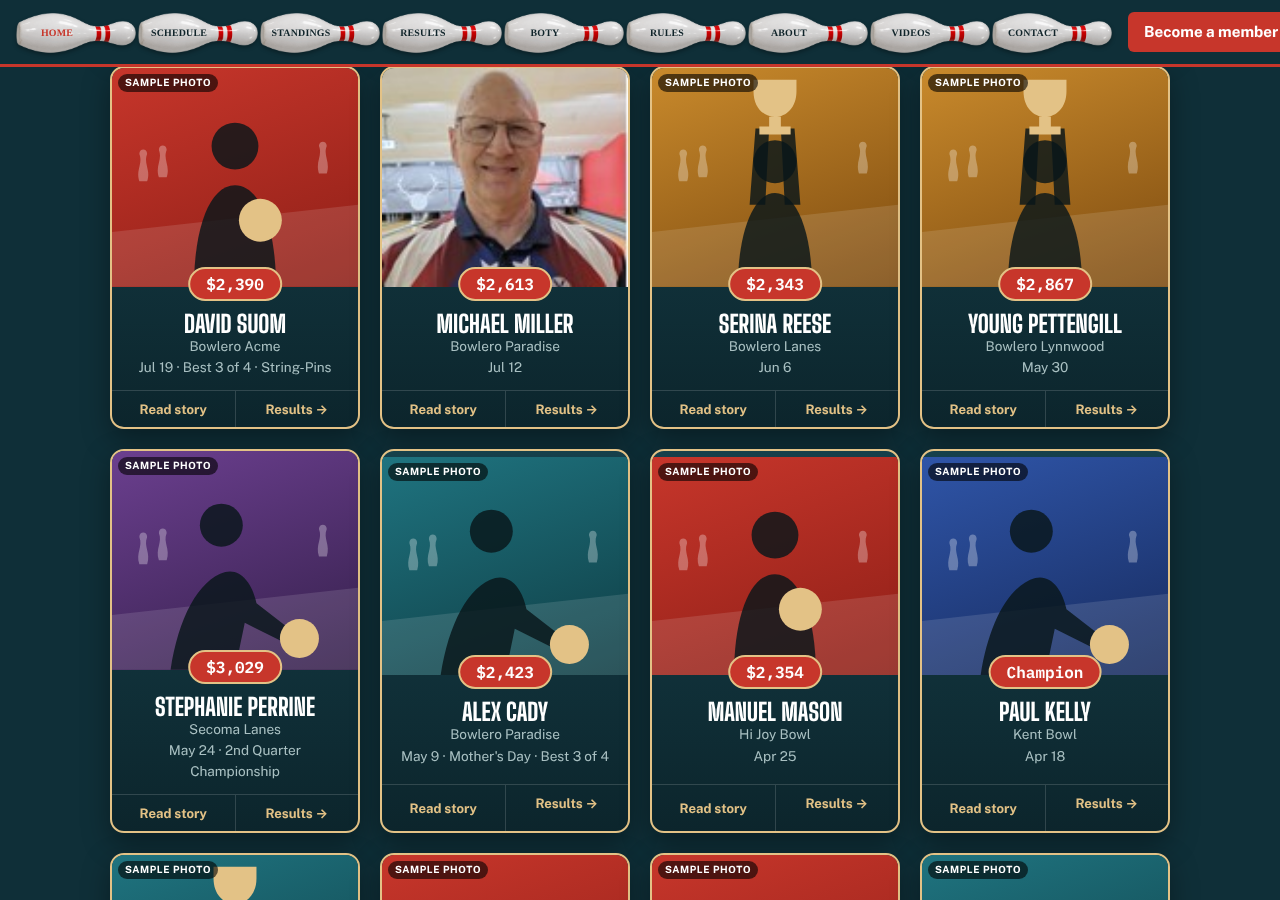 HOME
SCHEDULE
STANDINGS
RESULTS
BOTY
RULES
ABOUT
VIDEOS
CONTACT
Become a member
SAMPLE PHOTO
$2,390
DAVID SUOM
Bowlero Acme
Jul 19 · Best 3 of 4 · String-Pins
Read story
Results →
$2,613
MICHAEL MILLER
Bowlero Paradise
Jul 12
Read story
Results →
SAMPLE PHOTO
$2,343
SERINA REESE
Bowlero Lanes
Jun 6
Read story
Results →
SAMPLE PHOTO
$2,867
YOUNG PETTENGILL
Bowlero Lynnwood
May 30
Read story
Results →
SAMPLE PHOTO
$3,029
STEPHANIE PERRINE
Secoma Lanes
May 24 · 2nd Quarter
Championship
Read story
Results →
SAMPLE PHOTO
$2,423
ALEX CADY
Bowlero Paradise
May 9 · Mother's Day · Best 3 of 4
Read story
Results →
SAMPLE PHOTO
$2,354
MANUEL MASON
Hi Joy Bowl
Apr 25
Read story
Results →
SAMPLE PHOTO
Champion
PAUL KELLY
Kent Bowl
Apr 18
Read story
Results →
SAMPLE PHOTO
SAMPLE PHOTO
SAMPLE PHOTO
SAMPLE PHOTO